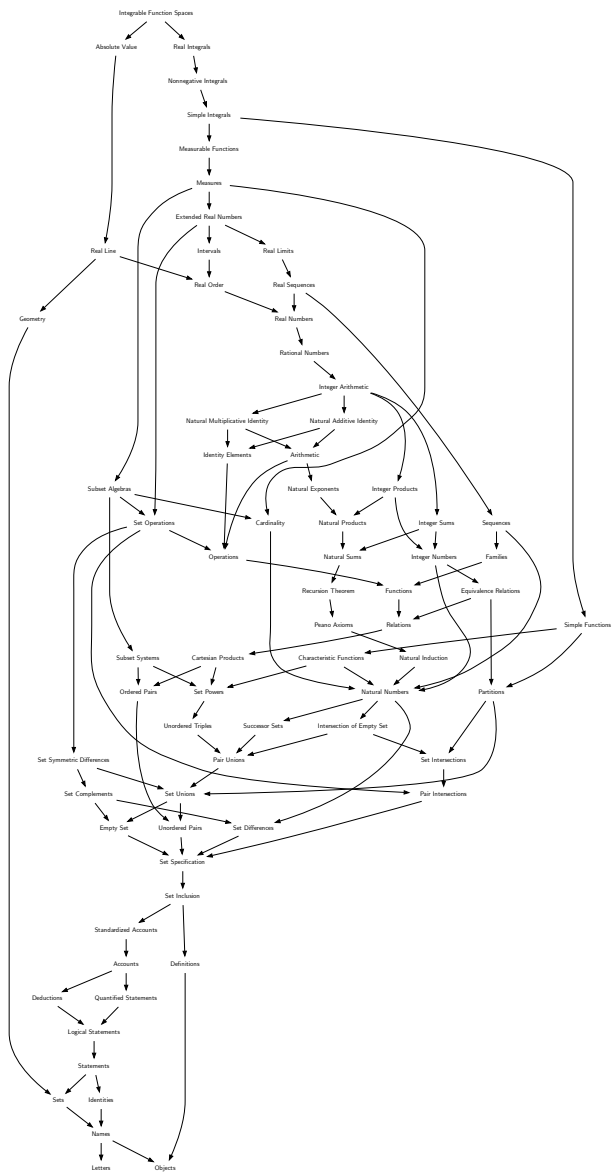 Integrable Function Spaces
Absolute Value
Real Integrals
Nonnegative Integrals
Simple Integrals
Measurable Functions
Measures
Extended Real Numbers
Real Line
Intervals
Real Limits
Real Order
Real Sequences
Geometry
Real Numbers
Rational Numbers
Integer Arithmetic
Natural Multiplicative Identity
Natural Additive Identity
Identity Elements
Arithmetic
Subset Algebras
Natural Exponents
Integer Products
Set Operations
Cardinality
Natural Products
Integer Sums
Sequences
Operations
Natural Sums
Integer Numbers
Families
Recursion Theorem
Functions
Equivalence Relations
Peano Axioms
Relations
Simple Functions
Subset Systems
Cartesian Products
Characteristic Functions
Natural Induction
Ordered Pairs
Set Powers
Natural Numbers
Partitions
Unordered Triples
Successor Sets
Intersection of Empty Set
Set Symmetric Differences
Pair Unions
Set Intersections
Set Complements
Set Unions
Pair Intersections
Empty Set
Unordered Pairs
Set Differences
Set Specification
Set Inclusion
Standardized Accounts
Accounts
Definitions
Deductions
Quantified Statements
Logical Statements
Statements
Sets
Identities
Names
Letters
Objects